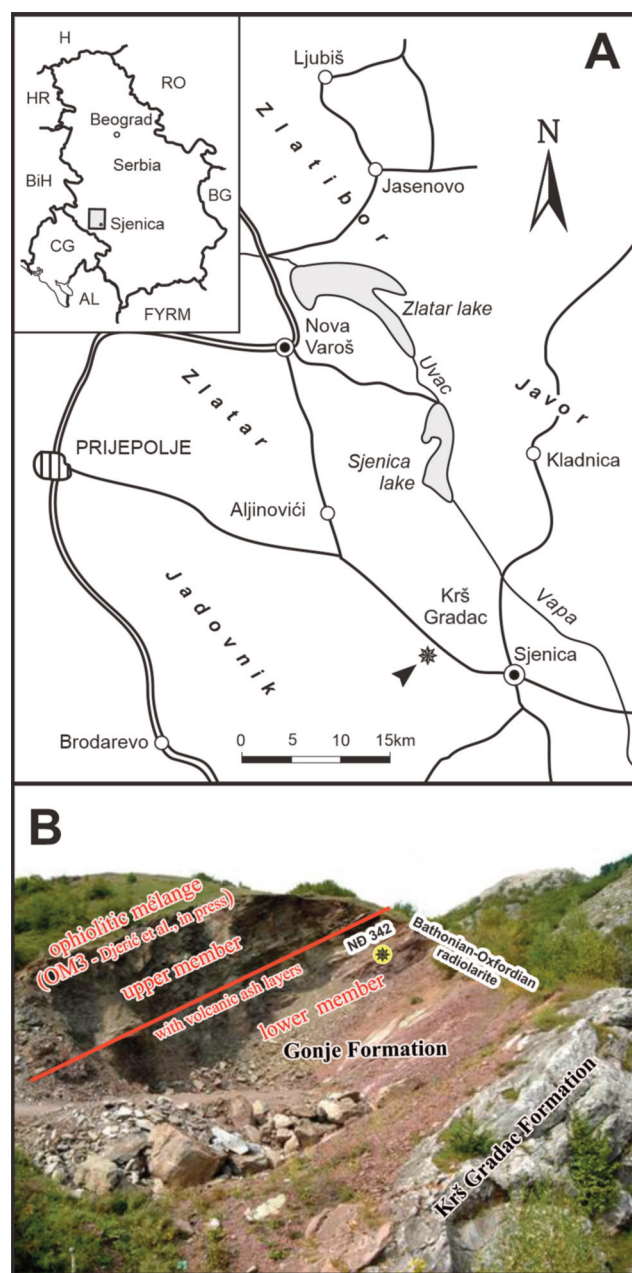 A
H
RO
HR
Beograd
Serbia
BiH
BG
Sjenica
CG
AL
FYRM
Ljubiš
Zlatibor
Jasenovo
N
Zlatar lake
Nova
Varoš
Uvac
Zlatar
Javor
PRIJEPOLJE
Sjenica
lake
Kladnica
Aljinovići
Jadovnik
Krš
Gradac
Vapa
Sjenica
Brodarevo
0 5 10 15km
B
ophiolitic mêlange
(OM3 - Djerić et al., in press)
upper member
with volcanic ash layers
lower member
NĐ 342
Bathonian-Oxfordian
radiolarite
Gonje Formation
Krš Gradac Formation